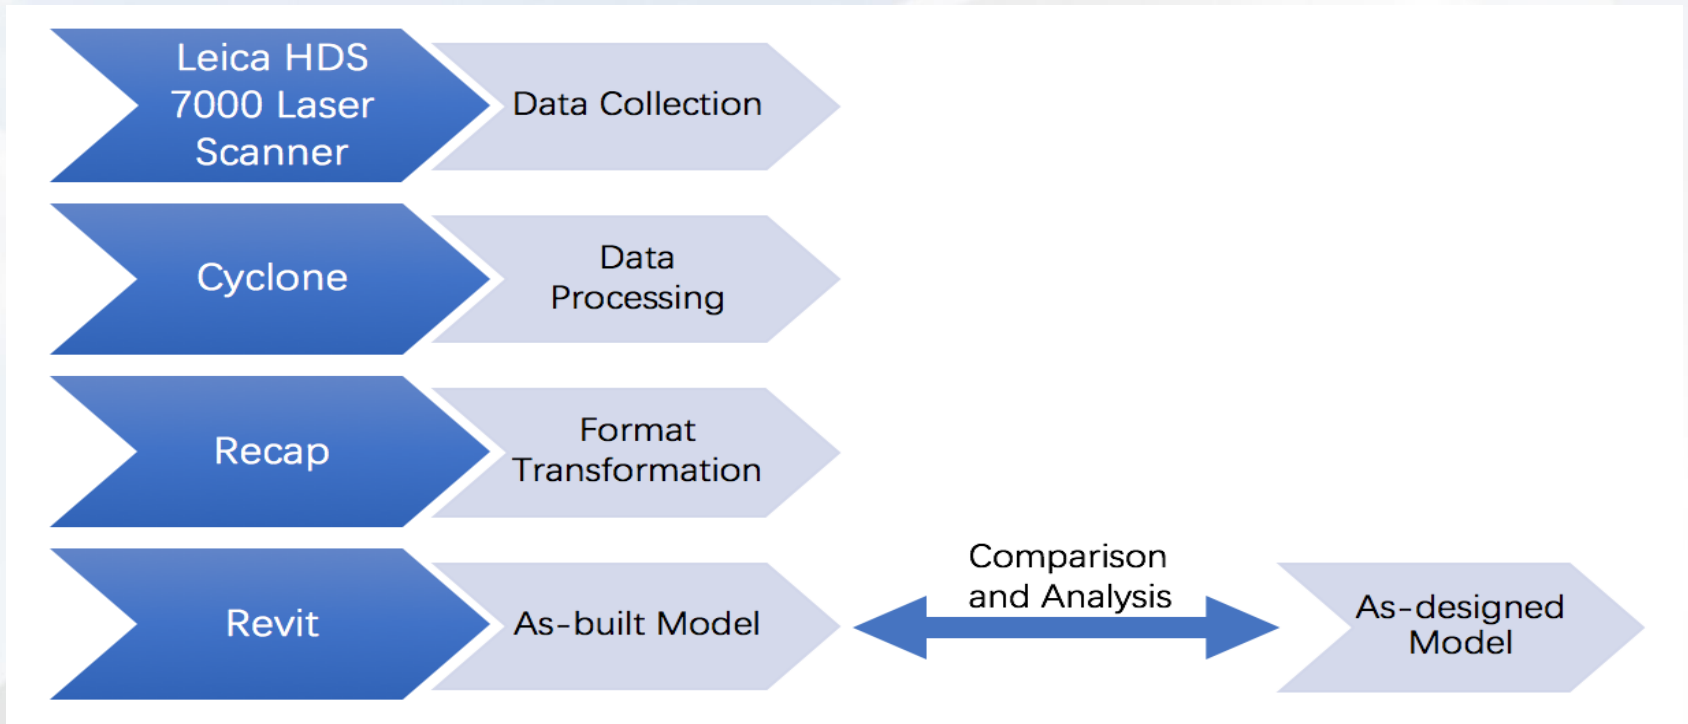 Leica HDS
7000 Laser
Scanner
Data Collection
Cyclone
Data
Processing
Recap
Format
Transformation
Revit
As-built Model
Comparison
and Analysis
As-designed
Model